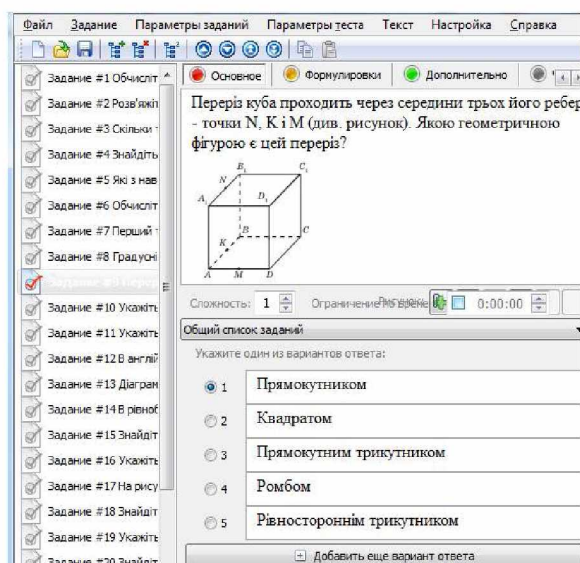 Файл Задание Параметры заданий Параметры теста Текст Настройка Справка
Задание #1 Обчисліт
Задание #2 Розв'яжіт
Задание #3 Скільки
Задание #4 Знайдіть
Задание #5 Які з нав
Задание #6 Обчисліт
Задание #7 Перший
Задание #8 Градусні
Задание #10 Укажіть
Задание #11 Укажіть
Задание #12 В англій
Задание #13 Діаграм
Задание #14 В рівноб
Задание #15 Знайдіт
Задание #16 Укажіть
Задание #17 На рису
Задание #18 Знайдіт
Задание #19 Укажіть
Задание #20 Знайдіт
Основное Формулировки Дополнительно
Переріз куба проходить через середини трьох його ребер
- точки N, K і M (див. рисунок). Якою геометричною
фігурою є цей переріз?
B₁ C₁
N
A₁ D₁
B C
K
A M D
Сложность: 1 Ограничение 0:00:00
Общий список заданий
Укажите один из вариантов ответа:
1 Прямокутником
2 Квадратом
3 Прямокутним трикутником
4 Ромбом
5 Рівностороннім трикутником
Добавить еще вариант ответа